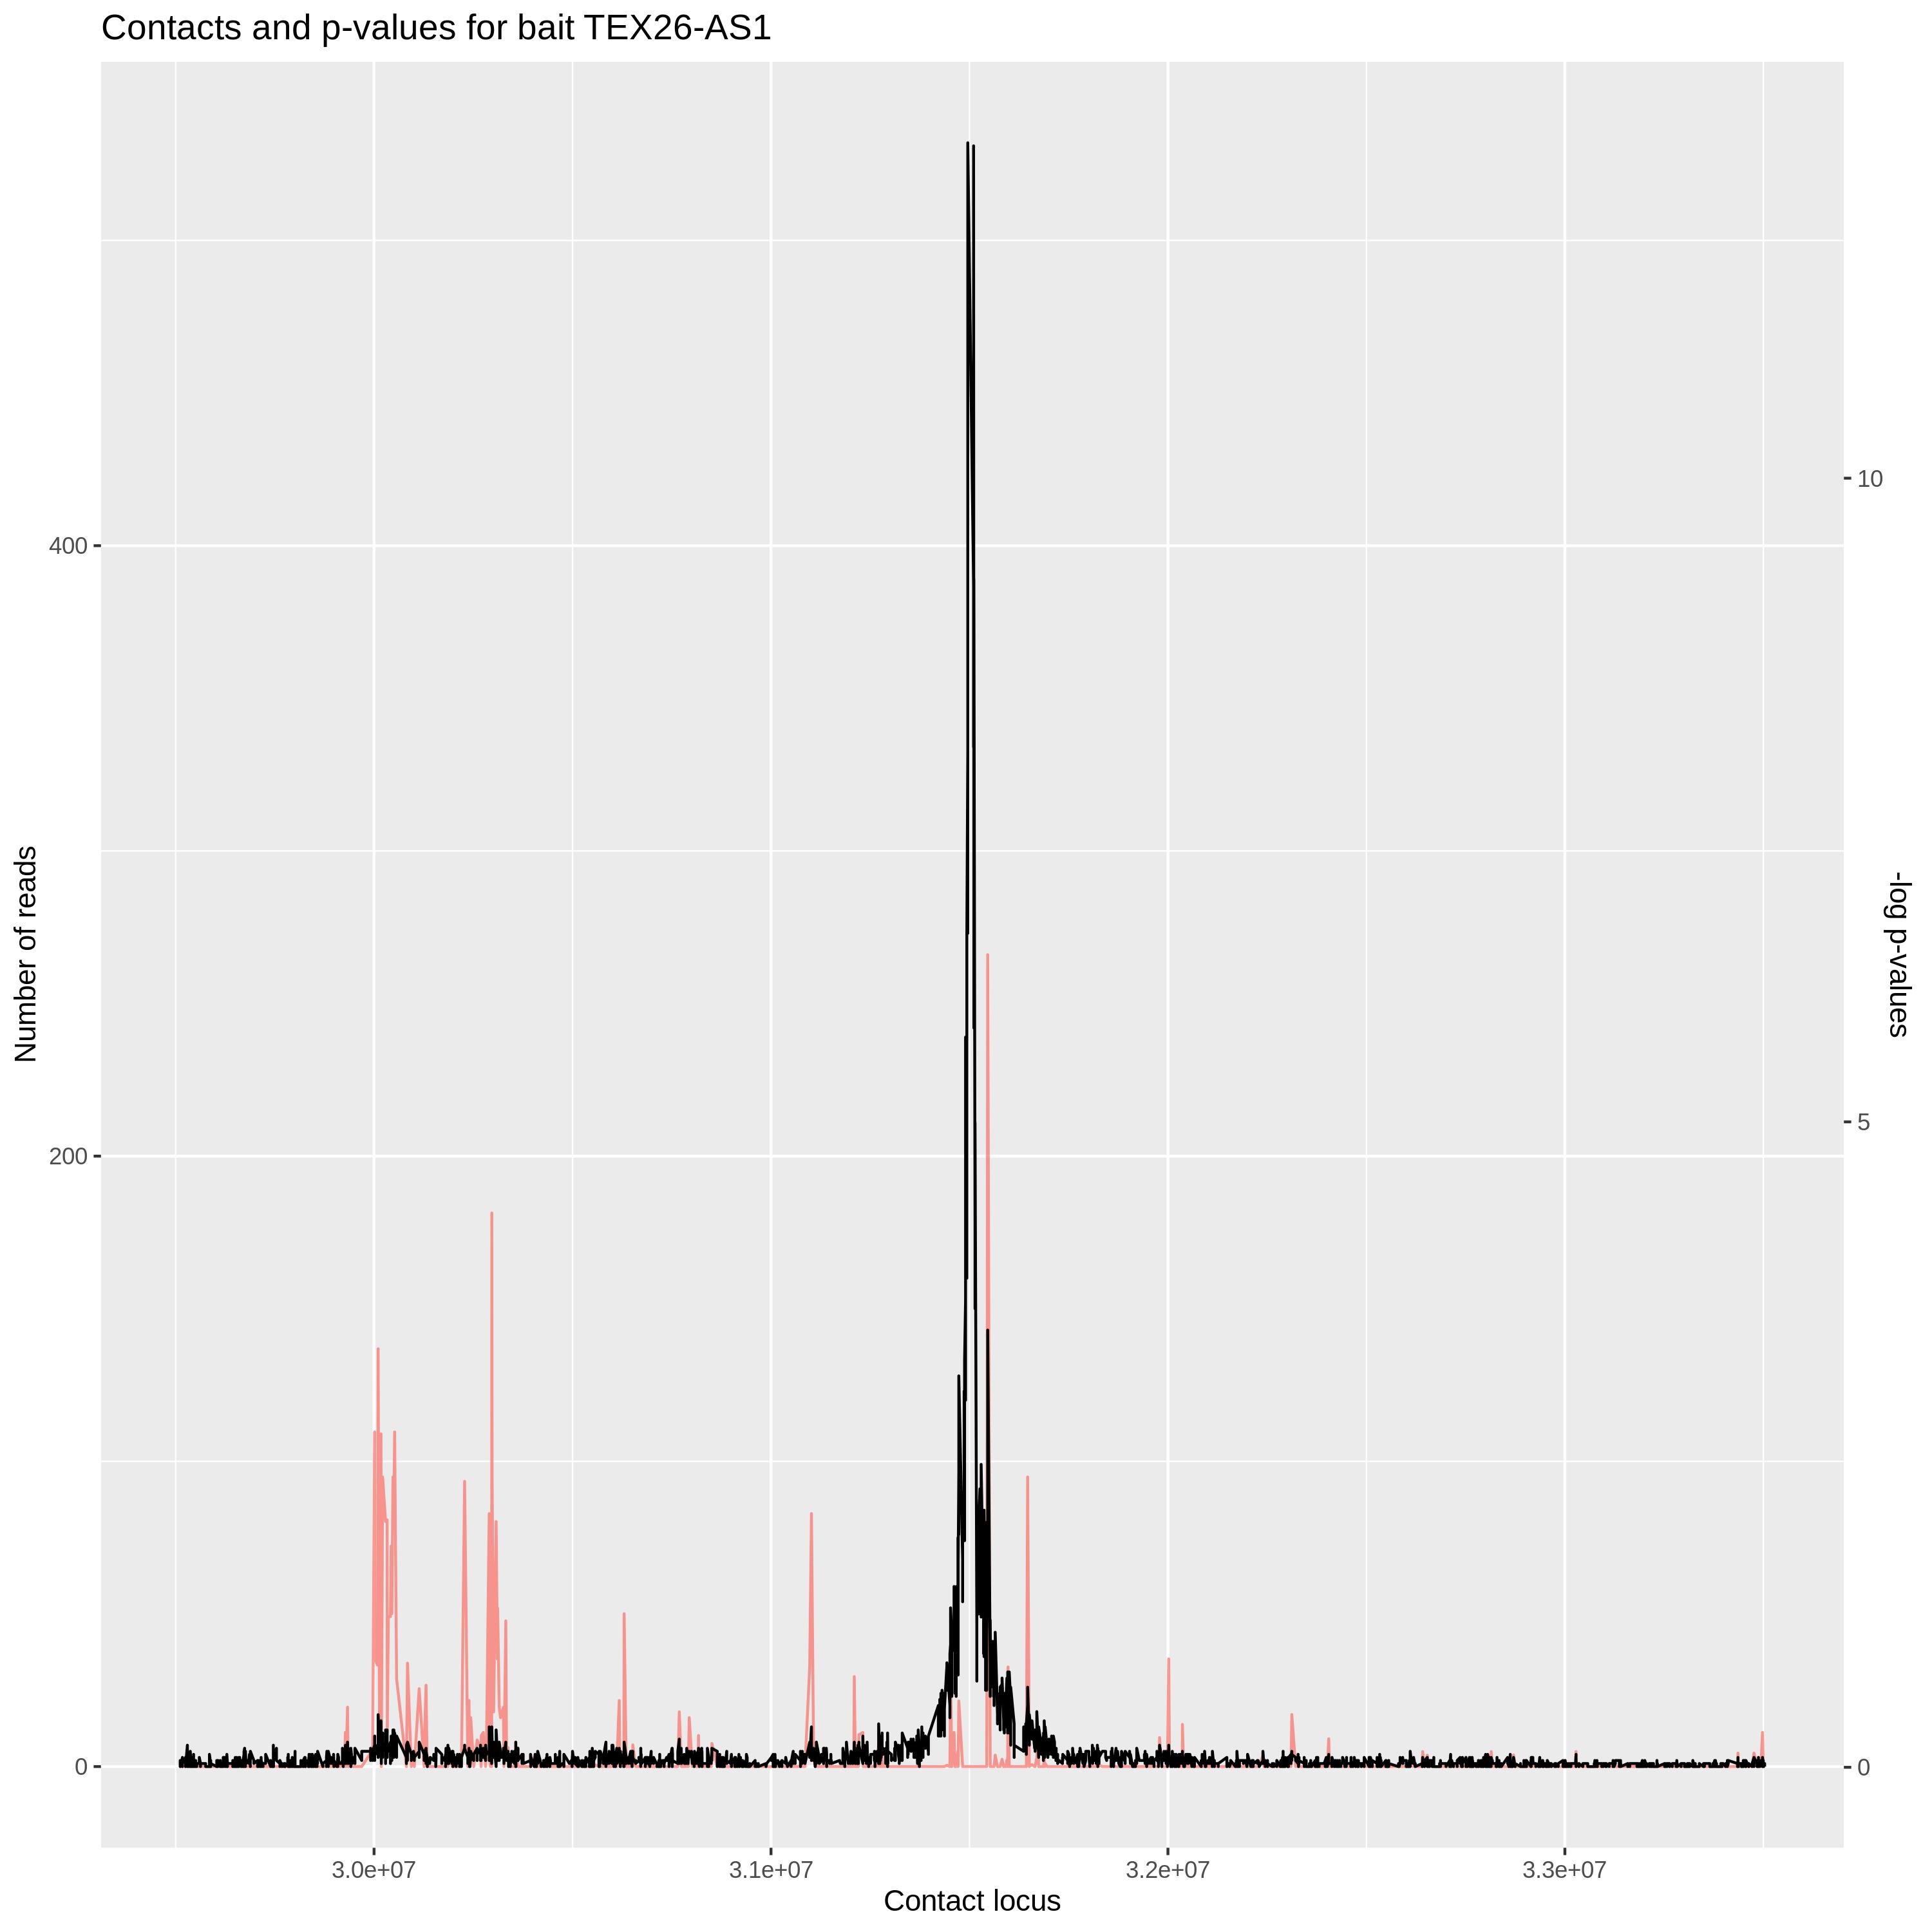 Contacts and p-values for bait TEX26-AS1
Number of reads
400
200
0
10
5
0
-log p-values
3.0e+07
3.1e+07
3.2e+07
3.3e+07
Contact locus